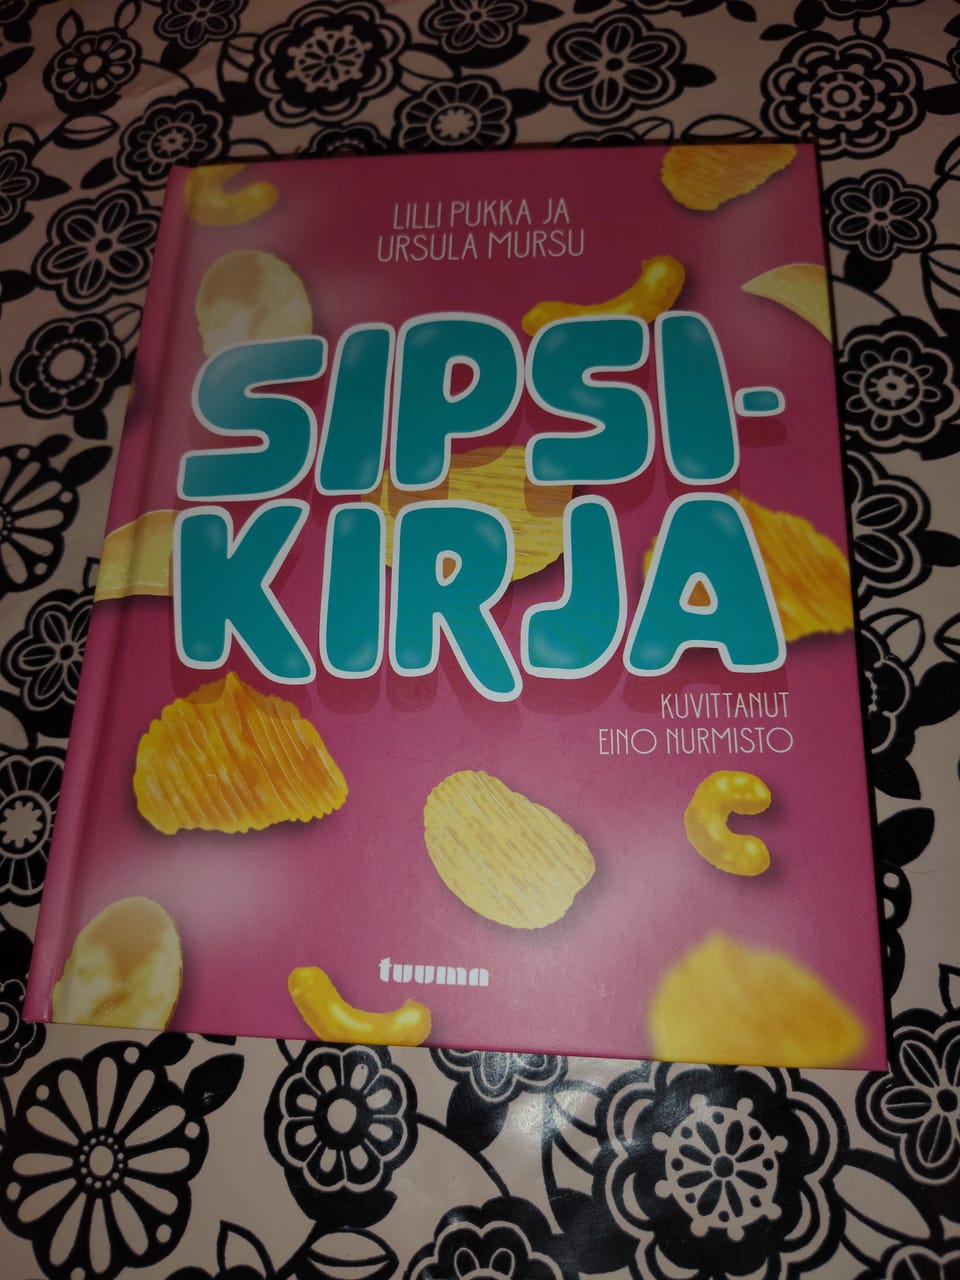 LILLI PUKKA JA
URSULA MURSU
SIPSI-
KIRJA
KUVITTANUT
EINO NURMISTO
tuuma